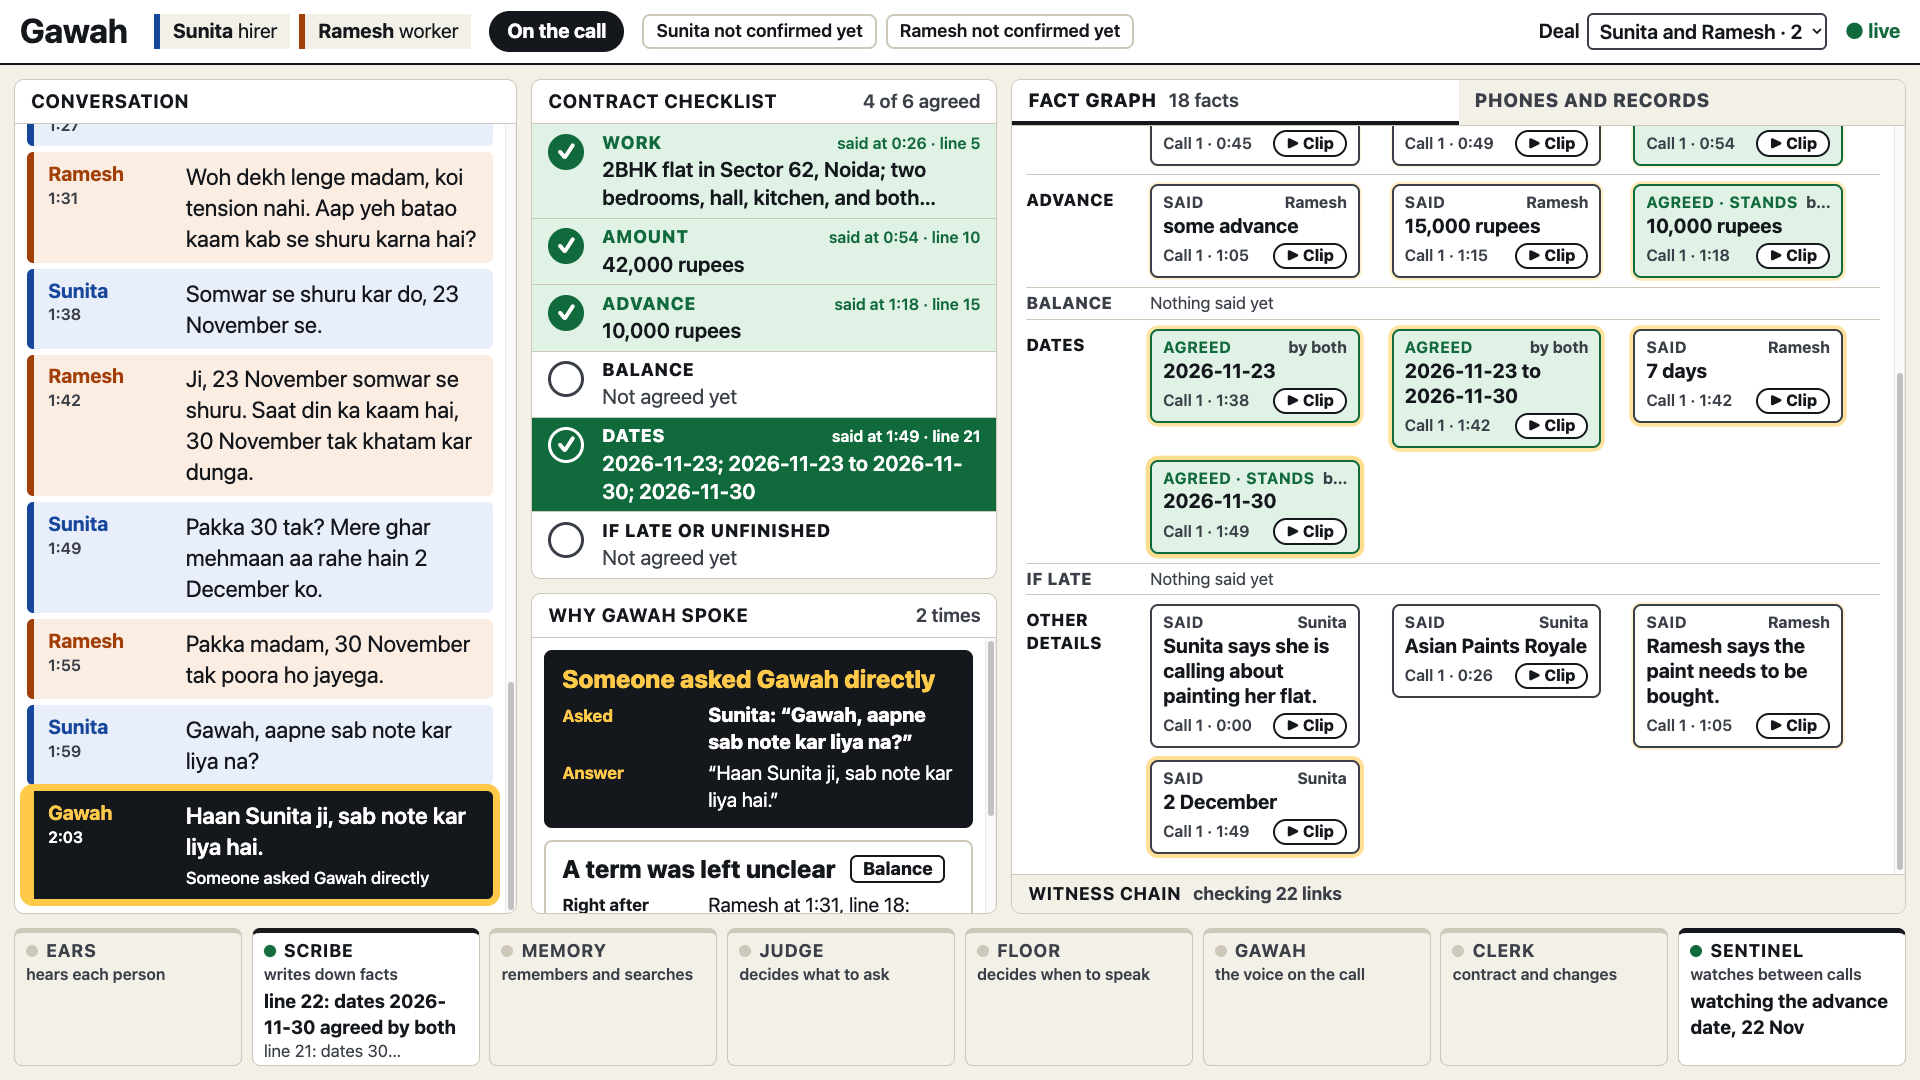 Gawah
Sunita hirer
Ramesh worker
On the call
Sunita not confirmed yet
Ramesh not confirmed yet
Deal
Sunita and Ramesh · 2
live
CONVERSATION
1:27
Ramesh
1:31
Woh dekh lenge madam, koi
tension nahi. Aap yeh batao
kaam kab se shuru karna hai?
Sunita
1:38
Somwar se shuru kar do, 23
November se.
Ramesh
1:42
Ji, 23 November somwar se
shuru. Saat din ka kaam hai,
30 November tak khatam kar
dunga.
Sunita
1:49
Pakka 30 tak? Mere ghar
mehmaan aa rahe hain 2
December ko.
Ramesh
1:55
Pakka madam, 30 November
tak poora ho jayega.
Sunita
1:59
Gawah, aapne sab note kar
liya na?
Gawah
2:03
Haan Sunita ji, sab note kar
liya hai.
Someone asked Gawah directly
CONTRACT CHECKLIST
4 of 6 agreed
WORK
said at 0:26 · line 5
2BHK flat in Sector 62, Noida; two
bedrooms, hall, kitchen, and both...
AMOUNT
said at 0:54 · line 10
42,000 rupees
ADVANCE
said at 1:18 · line 15
10,000 rupees
BALANCE
Not agreed yet
DATES
said at 1:49 · line 21
2026-11-23; 2026-11-23 to 2026-11-
30; 2026-11-30
IF LATE OR UNFINISHED
Not agreed yet
WHY GAWAH SPOKE
2 times
Someone asked Gawah directly
Asked
Sunita: “Gawah, aapne
sab note kar liya na?”
Answer
“Haan Sunita ji, sab note kar
liya hai.”
A term was left unclear
Balance
Right after
Ramesh at 1:31, line 18:
FACT GRAPH 18 facts
PHONES AND RECORDS
Call 1 · 0:45
Clip
Call 1 · 0:49
Clip
Call 1 · 0:54
Clip
ADVANCE
SAID Ramesh
some advance
Call 1 · 1:05
Clip
SAID Ramesh
15,000 rupees
Call 1 · 1:15
Clip
AGREED · STANDS b...
10,000 rupees
Call 1 · 1:18
Clip
BALANCE
Nothing said yet
DATES
AGREED by both
2026-11-23
Call 1 · 1:38
Clip
AGREED by both
2026-11-23 to
2026-11-30
Call 1 · 1:42
Clip
SAID Ramesh
7 days
Call 1 · 1:42
Clip
AGREED · STANDS b...
2026-11-30
Call 1 · 1:49
Clip
IF LATE
Nothing said yet
OTHER
DETAILS
SAID Sunita
Sunita says she is
calling about
painting her flat.
Call 1 · 0:00
Clip
SAID Sunita
Asian Paints Royale
Call 1 · 0:26
Clip
SAID Ramesh
Ramesh says the
paint needs to be
bought.
Call 1 · 1:05
Clip
SAID Sunita
2 December
Call 1 · 1:49
Clip
WITNESS CHAIN checking 22 links
EARS
hears each person
SCRIBE
writes down facts
line 22: dates 2026-
11-30 agreed by both
line 21: dates 30...
MEMORY
remembers and searches
JUDGE
decides what to ask
FLOOR
decides when to speak
GAWAH
the voice on the call
CLERK
contract and changes
SENTINEL
watches between calls
watching the advance
date, 22 Nov